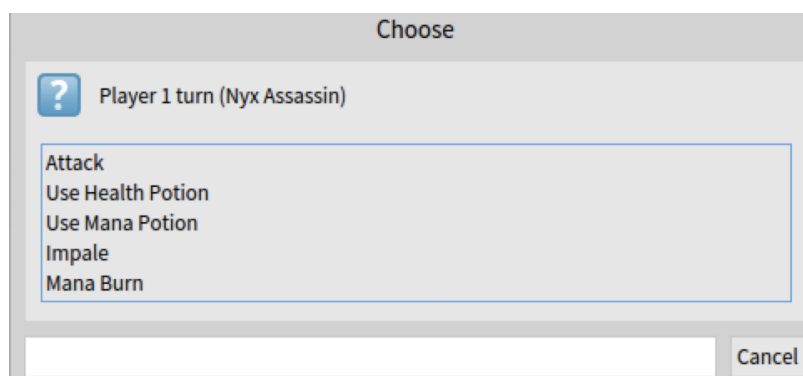 Choose
Player 1 turn (Nyx Assassin)
Attack
Use Health Potion
Use Mana Potion
Impale
Mana Burn
Cancel